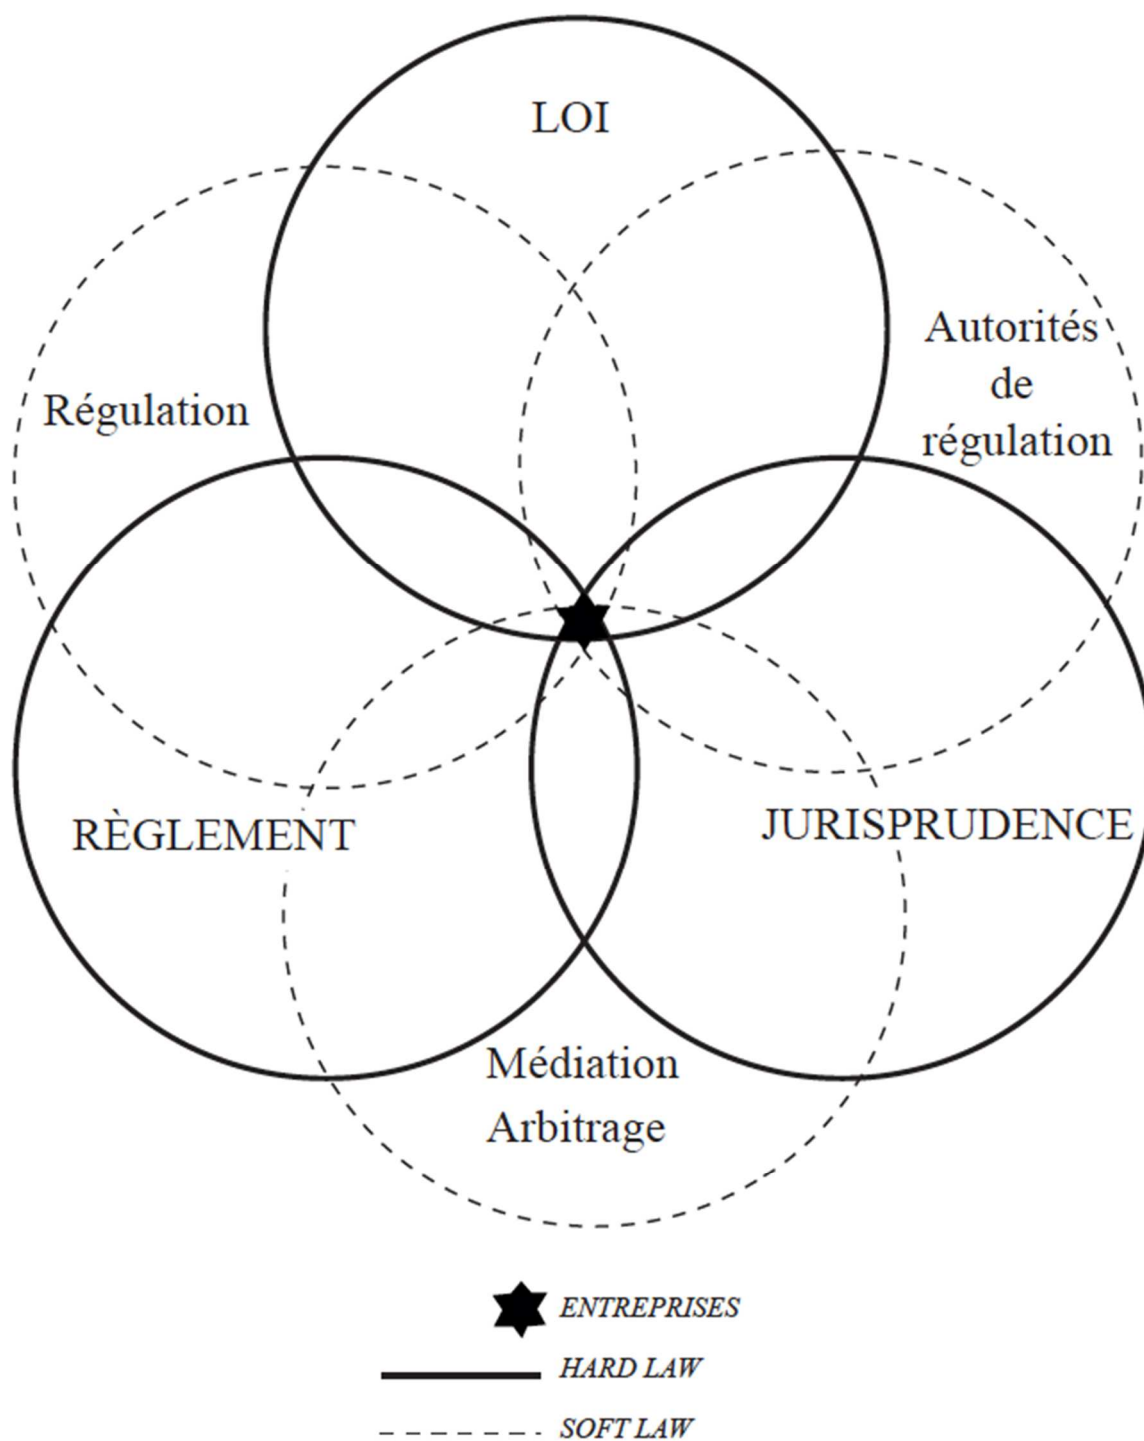 LOI
Autorités
de
régulation
Régulation
RÈGLEMENT
JURISPRUDENCE
Médiation
Arbitrage
ENTREPRISES
HARD LAW
SOFT LAW